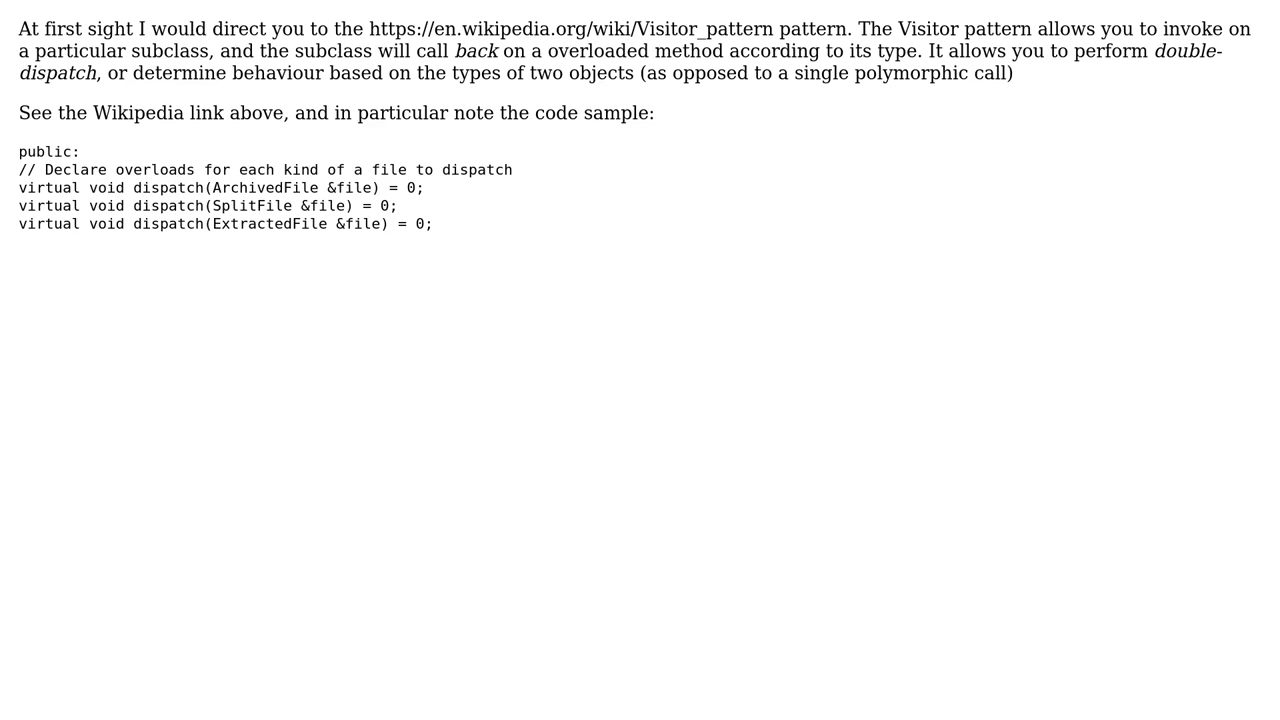 At first sight I would direct you to the https://en.wikipedia.org/wiki/Visitor_pattern pattern. The Visitor pattern allows you to invoke on
a particular subclass, and the subclass will call back on a overloaded method according to its type. It allows you to perform double-
dispatch, or determine behaviour based on the types of two objects (as opposed to a single polymorphic call)
See the Wikipedia link above, and in particular note the code sample:
public:
// Declare overloads for each kind of a file to dispatch
virtual void dispatch(ArchivedFile &file) = 0;
virtual void dispatch(SplitFile &file) = 0;
virtual void dispatch(ExtractedFile &file) = 0;